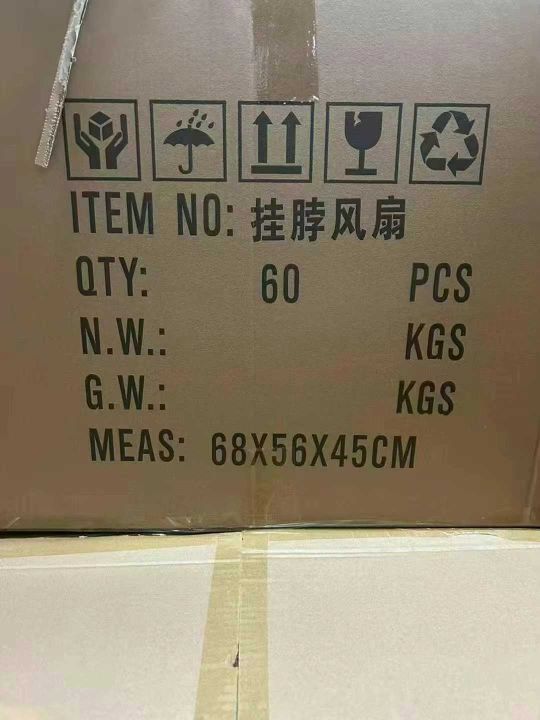 ITEM NO: 挂脖风扇
QTY: 60 PCS
N.W.: KGS
G.W.: KGS
MEAS: 68X56X45CM